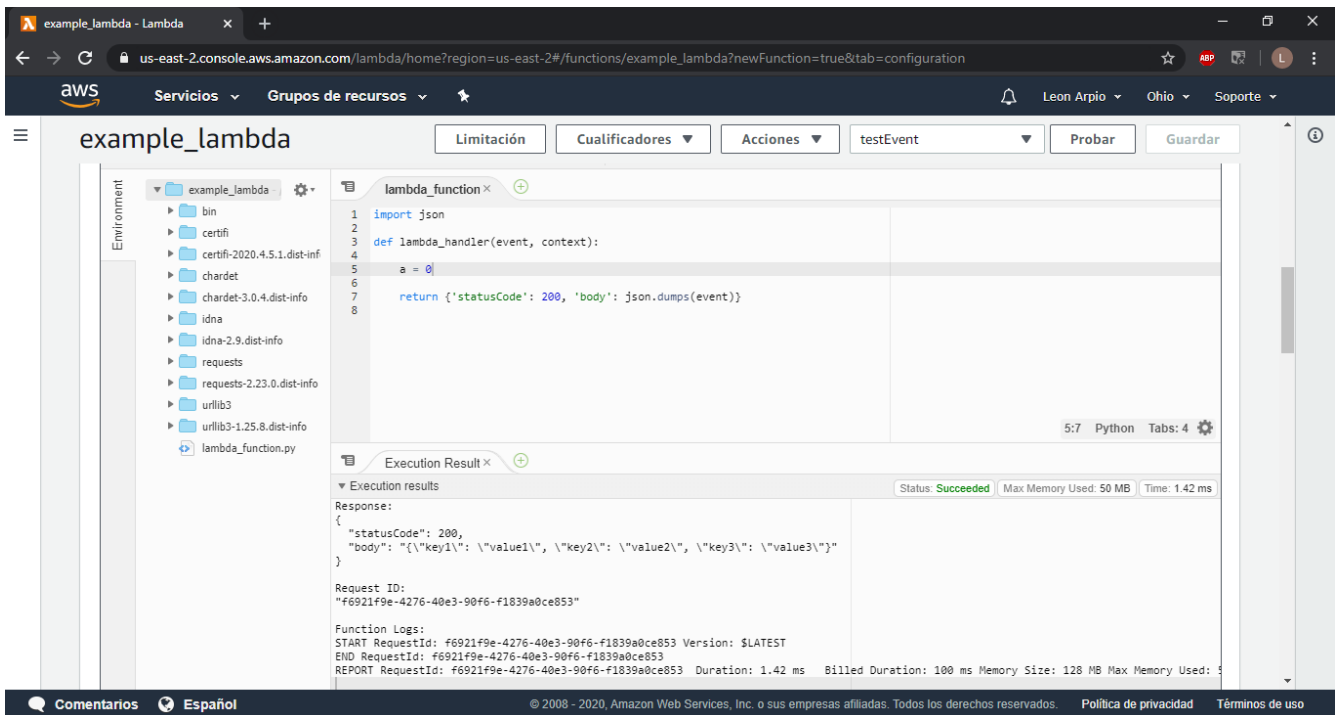 example_lambda - Lambda
us-east-2.console.aws.amazon.com/lambda/home?region=us-east-2#/functions/example_lambda?newFunction=true&tab=configuration
ABP
L
aws Servicios Grupos de recursos Leon Arpio Ohio Soporte
example_lambda Limitación Cualificadores Acciones testEvent Probar Guardar
Environment
example_lambda -
bin
certifi
certifi-2020.4.5.1.dist-inf
chardet
chardet-3.0.4.dist-info
idna
idna-2.9.dist-info
requests
requests-2.23.0.dist-info
urllib3
urllib3-1.25.8.dist-info
lambda_function.py
lambda_function
1 import json
2
3 def lambda_handler(event, context):
4
5 a = 0
6
7 return {'statusCode': 200, 'body': json.dumps(event)}
8
5:7 Python Tabs: 4
Execution Result
Execution results Status: Succeeded Max Memory Used: 50 MB Time: 1.42 ms
Response:
{
"statusCode": 200,
"body": "{\"key1\": \"value1\", \"key2\": \"value2\", \"key3\": \"value3\"}"
}
Request ID:
"f6921f9e-4276-40e3-90f6-f1839a0ce853"
Function Logs:
START RequestId: f6921f9e-4276-40e3-90f6-f1839a0ce853 Version: $LATEST
END RequestId: f6921f9e-4276-40e3-90f6-f1839a0ce853
REPORT RequestId: f6921f9e-4276-40e3-90f6-f1839a0ce853 Duration: 1.42 ms Billed Duration: 100 ms Memory Size: 128 MB Max Memory Used:
Comentarios Español © 2008 - 2020, Amazon Web Services, Inc. o sus empresas afiliadas. Todos los derechos reservados. Política de privacidad Términos de uso